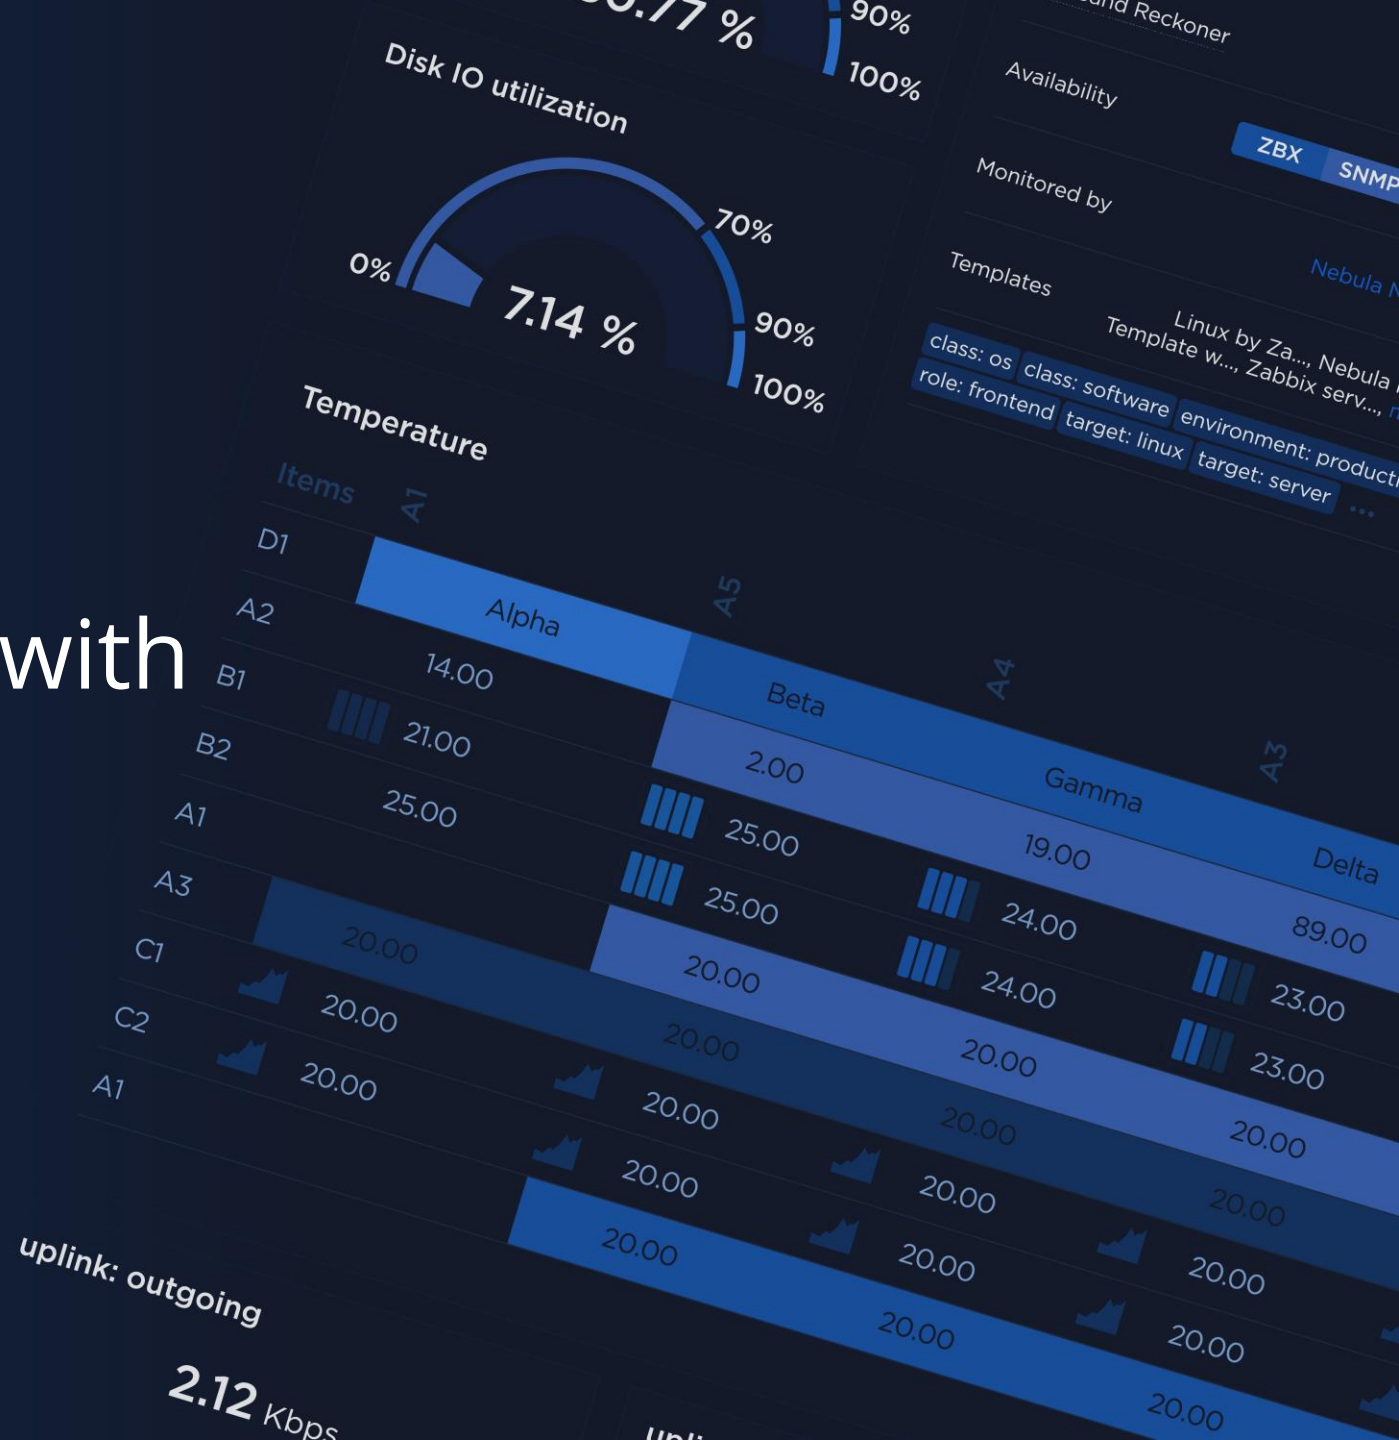 with
90%
100%
Disk IO utilization
0%
70%
90%
100%
7.14 %
Reckoner
Availability
ZBX SNMP
Monitored by
Nebula
Templates
Linux by Za..., Nebula
Template w..., Zabbix serv...,
class: os class: software environment:
role: frontend target: linux target: server ...
Temperature
Items A1 A5 A4 A3
D1 Alpha Beta Gamma Delta
A2 14.00 2.00 19.00 89.00
B1 21.00 25.00 24.00 23.00
B2 25.00 25.00 24.00 23.00
A1 20.00 20.00 20.00
A3 20.00 20.00 20.00 20.00
C1 20.00 20.00 20.00 20.00
C2 20.00 20.00 20.00 20.00
A1 20.00 20.00 20.00
uplink: outgoing
2.12 Kbps